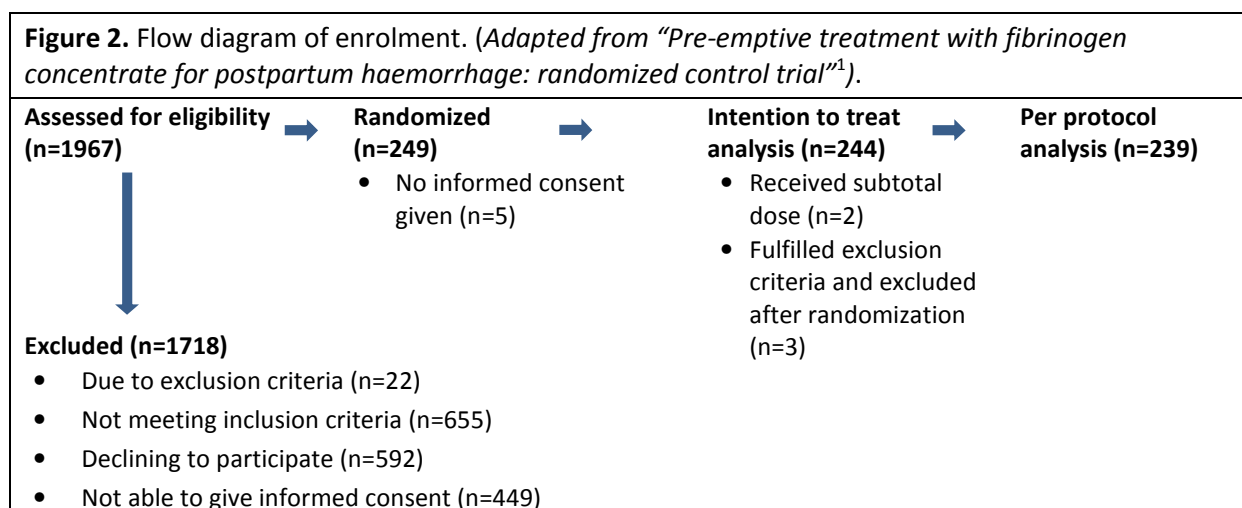 Figure 2. Flow diagram of enrolment. (Adapted from “Pre-emptive treatment with fibrinogen
concentrate for postpartum haemorrhage: randomized control trial”1).
Assessed for eligibility
(n=1967)
Randomized
(n=249)
• No informed consent
given (n=5)
Intention to treat
analysis (n=244)
• Received subtotal
dose (n=2)
• Fulfilled exclusion
criteria and excluded
after randomization
(n=3)
Per protocol
analysis (n=239)
Excluded (n=1718)
• Due to exclusion criteria (n=22)
• Not meeting inclusion criteria (n=655)
• Declining to participate (n=592)
• Not able to give informed consent (n=449)